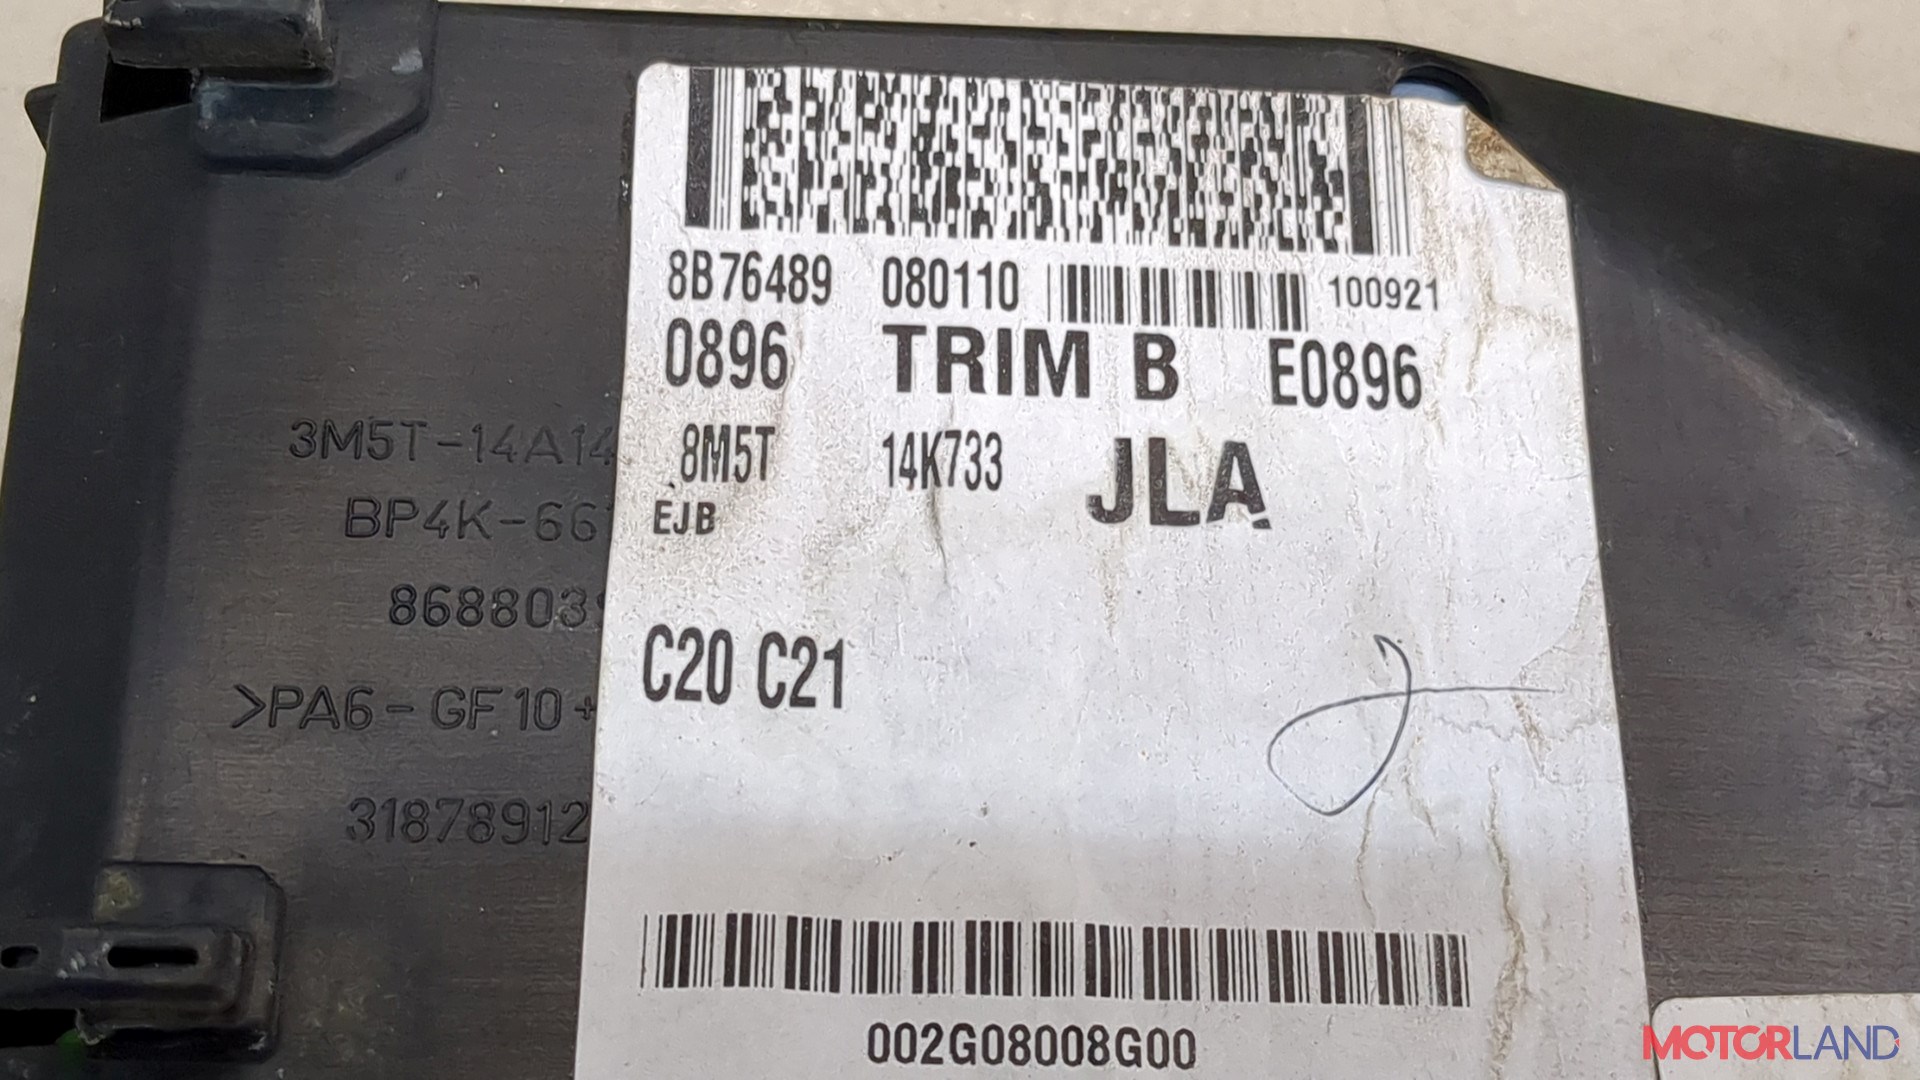 8B76489 080110 100921
0896 TRIM B E0896
8M5T 14K733 JLA
EJB
C20 C21
002G08008G00
3M5T-14A14
BP4K-66
868803
>PA6-GF10+
31878912
MOTORLAND